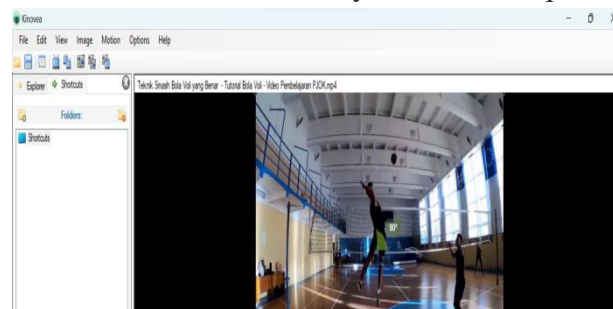 Kinovea
File Edit View Image Motion Options Help
Explorer Shortcuts
Teknik Smash Bola Voli yang Benar - Tutorial Bola Voli - Video Pembelajaran PJOK.mp4
Folders:
Shortcuts
90°